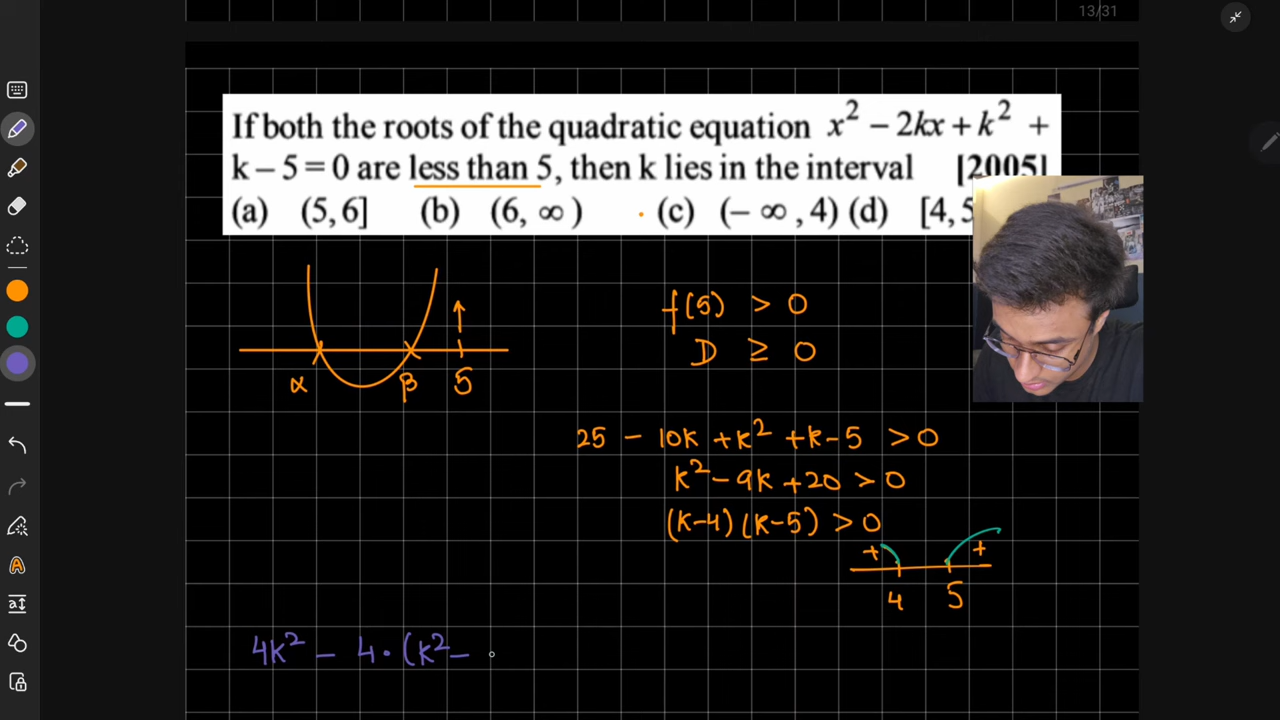 13/31
If both the roots of the quadratic equation x² − 2kx + k² +
k – 5 = 0 are less than 5, then k lies in the interval [2005]
(a) (5, 6] (b) (6, ∞) (c) (– ∞, 4) (d) [4, 5
f(5) > 0
D ≥ 0
α β 5
25 – 10k + k² + k – 5 > 0
k² – 9k + 20 > 0
(k–4) (k–5) > 0
+ +
4 5
4k² – 4 · (k² –